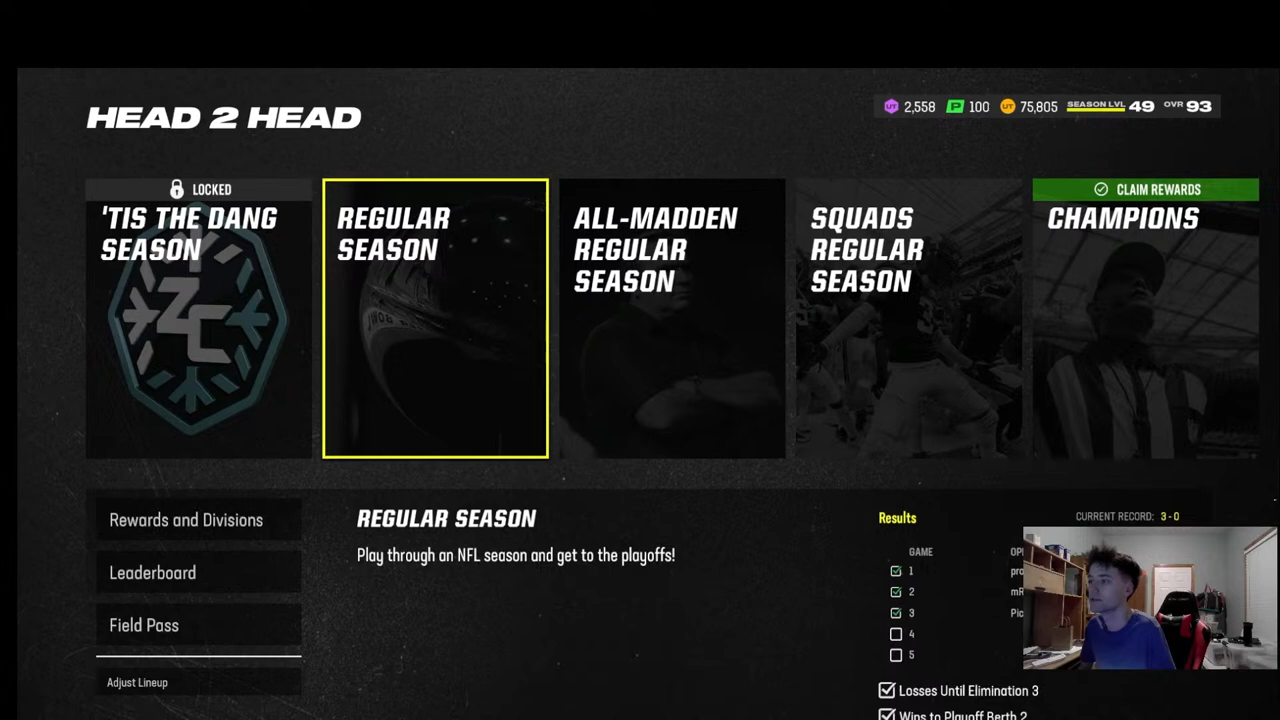 HEAD 2 HEAD
2,558
100
75,805
SEASON LVL 49
OVR 93
LOCKED
'TIS THE DANG
SEASON
ZC
REGULAR
SEASON
ALL-MADDEN
REGULAR
SEASON
SQUADS
REGULAR
SEASON
CLAIM REWARDS
CHAMPIONS
Rewards and Divisions
Leaderboard
Field Pass
Adjust Lineup
REGULAR SEASON
Play through an NFL season and get to the playoffs!
Results
CURRENT RECORD: 3 - 0
GAME
1
2
3
4
5
Losses Until Elimination 3
Wins to Playoff Berth 2